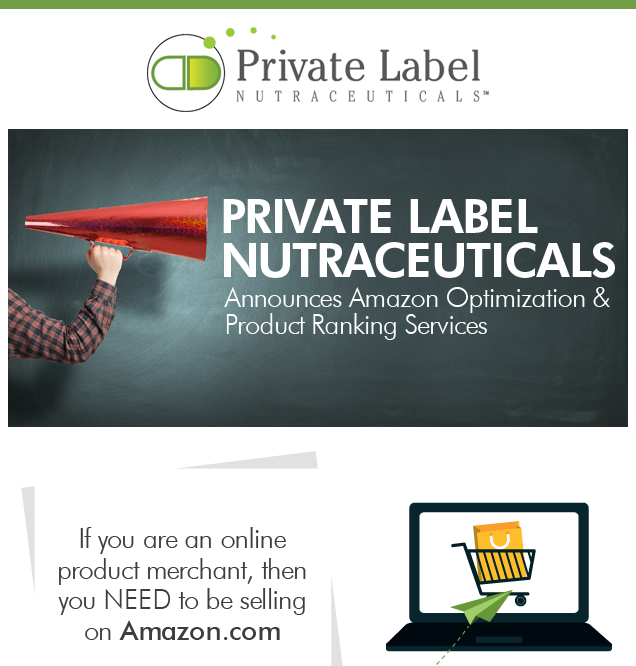 Private Label
NUTRACEUTICALS™
PRIVATE LABEL
NUTRACEUTICALS
Announces Amazon Optimization &
Product Ranking Services
If you are an online
product merchant, then
you NEED to be selling
on Amazon.com